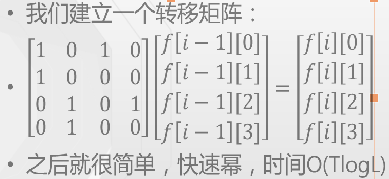 • 我们建立一个转移矩阵：
• [1 0 1 0] [f[i − 1][0]] = [f[i][0]]
[1 0 0 0] [f[i − 1][1]] [f[i][1]]
[0 1 0 1] [f[i − 1][2]] [f[i][2]]
[0 1 0 0] [f[i − 1][3]] [f[i][3]]
• 之后就很简单，快速幂，时间O(TlogL)